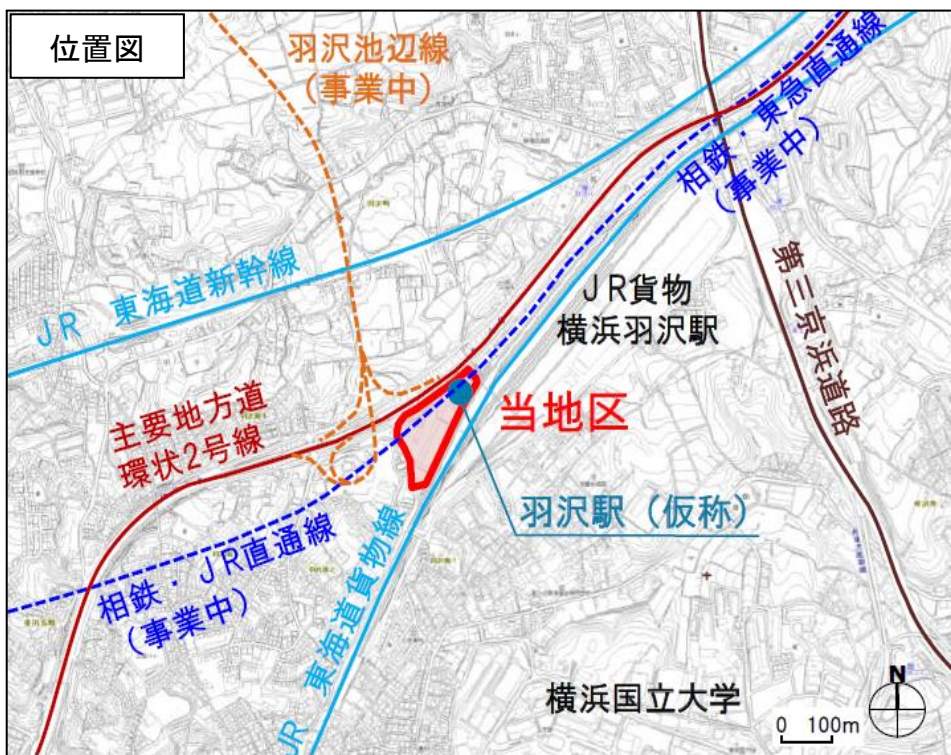 位置図
羽沢池辺線
(事業中)
相鉄・東急直通線
(事業中)
JR 東海道新幹線
JR貨物
横浜羽沢駅
第三京浜道路
主要地方道
環状2号線
当地区
羽沢駅（仮称）
相鉄・JR直通線
(事業中)
JR 東海道貨物線
横浜国立大学
N
0 100m